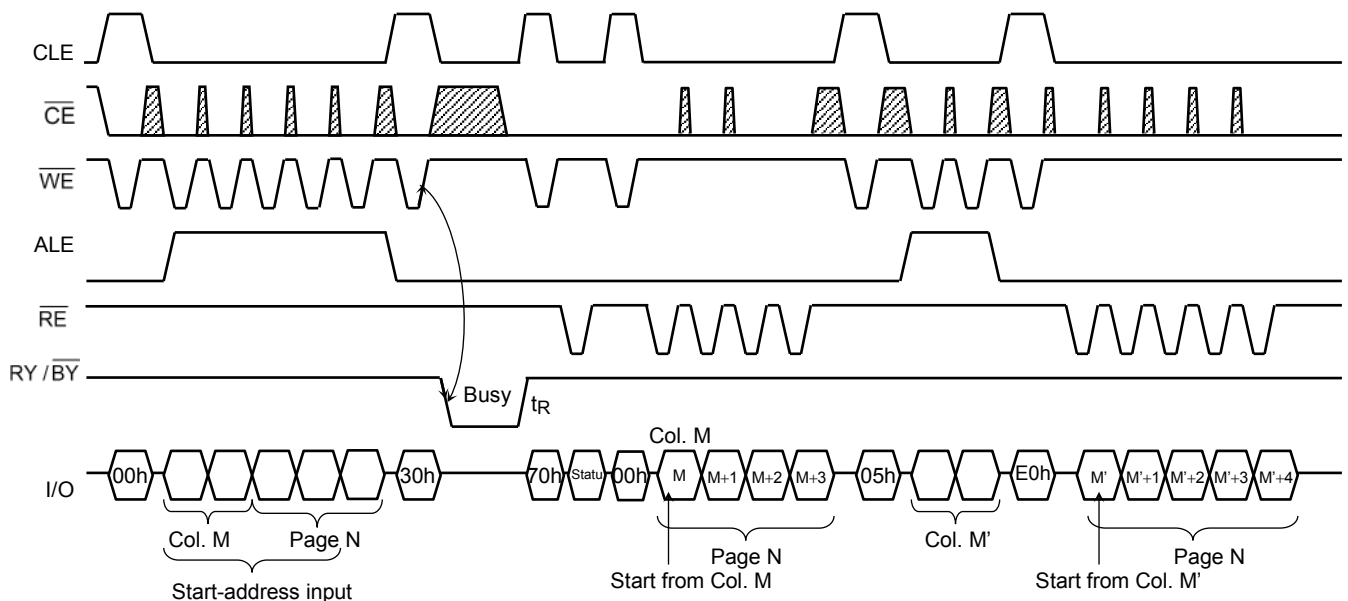 CLE
CE
WE
ALE
RE
RY / BY
Busy
tR
Col. M
I/O
00h
30h
70h
Statu
00h
M
M+1
M+2
M+3
05h
E0h
M'
M'+1
M'+2
M'+3
M'+4
Col. M
Page N
Start-address input
Page N
Start from Col. M
Col. M’
Page N
Start from Col. M’